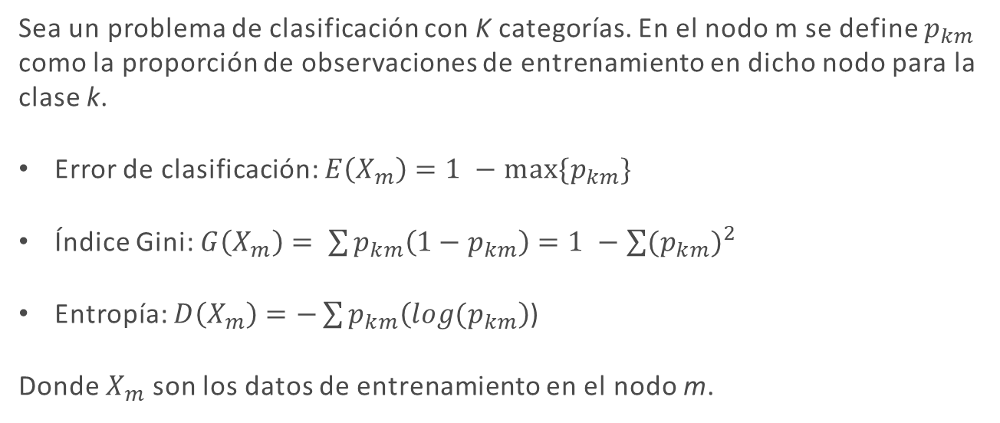 Sea un problema de clasificación con K categorías. En el nodo m se define p_{km}
como la proporción de observaciones de entrenamiento en dicho nodo para la
clase k.
• Error de clasificación: E(X_m) = 1 − max{p_{km}}
• Índice Gini: G(X_m) = ∑ p_{km}(1 − p_{km}) = 1 − ∑(p_{km})^2
• Entropía: D(X_m) = − ∑ p_{km}(log(p_{km}))
Donde X_m son los datos de entrenamiento en el nodo m.